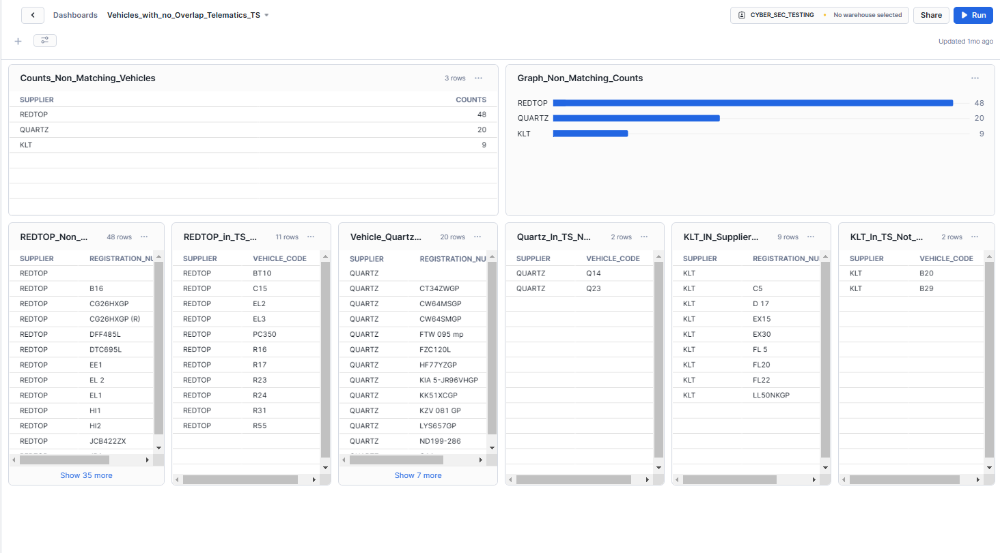 Dashboards Vehicles_with_no_Overlap_Telematics_TS
CYBER_SEC_TESTING • No warehouse selected
Share
Run
Updated 1mo ago
Counts_Non_Matching_Vehicles 3 rows
SUPPLIER COUNTS
REDTOP 48
QUARTZ 20
KLT 9
Graph_Non_Matching_Counts
REDTOP 48
QUARTZ 20
KLT 9
REDTOP_Non_... 48 rows
SUPPLIER REGISTRATION_NU
REDTOP
REDTOP B16
REDTOP CG26HXGP
REDTOP CG26HXGP (R)
REDTOP DFF485L
REDTOP DTC695L
REDTOP EE1
REDTOP EL 2
REDTOP EL1
REDTOP HI1
REDTOP HI2
REDTOP JCB422ZX
Show 35 more
REDTOP_in_TS_... 11 rows
SUPPLIER VEHICLE_CODE
REDTOP BT10
REDTOP C15
REDTOP EL2
REDTOP EL3
REDTOP PC350
REDTOP R16
REDTOP R17
REDTOP R23
REDTOP R24
REDTOP R31
REDTOP R55
Vehicle_Quartz... 20 rows
SUPPLIER REGISTRATION_NU
QUARTZ
QUARTZ CT34ZWGP
QUARTZ CW64MSGP
QUARTZ CW64SMGP
QUARTZ FTW 095 mp
QUARTZ FZC120L
QUARTZ HF77YZGP
QUARTZ KIA 5-JR96VHGP
QUARTZ KK51XCGP
QUARTZ KZV 081 GP
QUARTZ LYS657GP
QUARTZ ND199-286
Show 7 more
Quartz_In_TS_N... 2 rows
SUPPLIER VEHICLE_CODE
QUARTZ Q14
QUARTZ Q23
KLT_IN_Supplier... 9 rows
SUPPLIER REGISTRATION_NU
KLT
KLT C5
KLT D 17
KLT EX15
KLT EX30
KLT FL 5
KLT FL20
KLT FL22
KLT LL50NKGP
KLT_In_TS_Not_... 2 rows
SUPPLIER VEHICLE_CODE
KLT B20
KLT B29